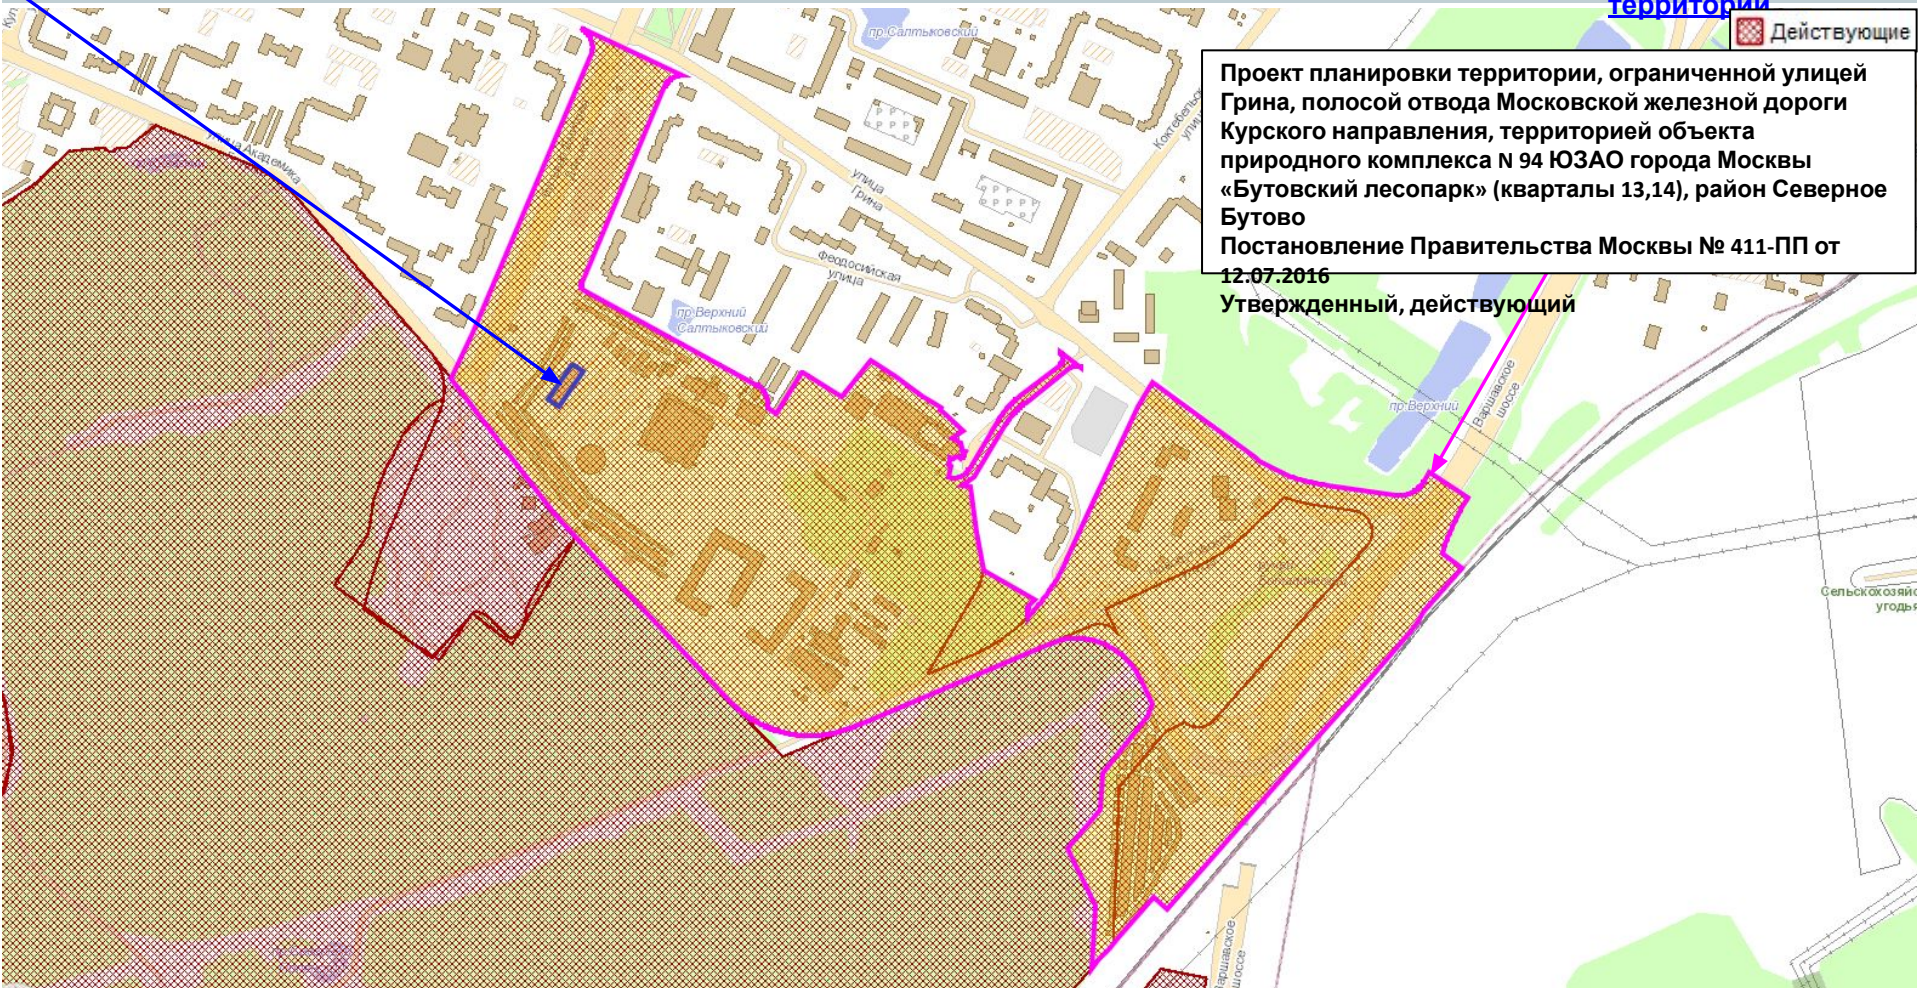 территории
Действующие
Проект планировки территории, ограниченной улицей
Грина, полосой отвода Московской железной дороги
Курского направления, территорией объекта
природного комплекса N 94 ЮЗАО города Москвы
«Бутовский лесопарк» (кварталы 13,14), район Северное
Бутово
Постановление Правительства Москвы № 411-ПП от
12.07.2016
Утвержденный, действующий
пр.Салтыковский
улица Академика
улица
Грина
Феодосийская
улица
пр.Верхний
Салтыковский
пр.Верхний
Варшавское
шоссе
Варшавское
шоссе